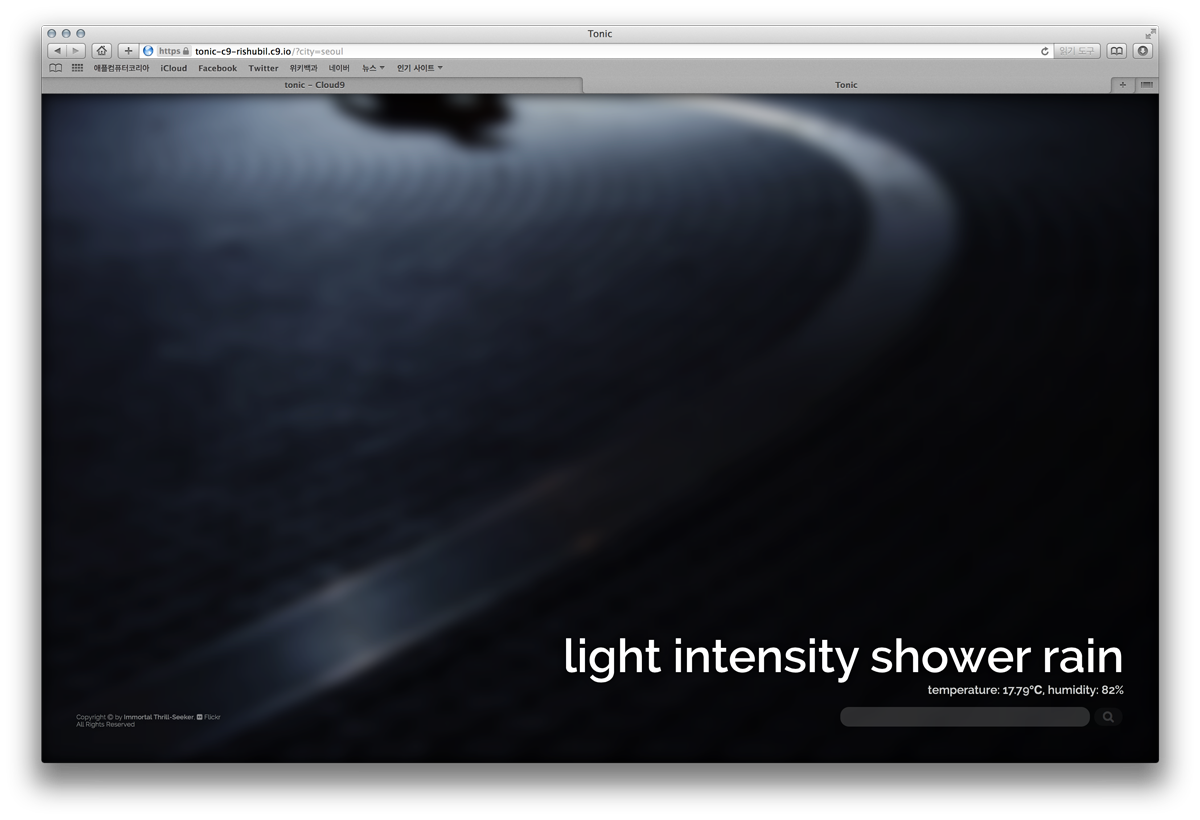 Tonic
https tonic-c9-rishubil.c9.io/?city=seoul 읽기 도구
애플컴퓨터코리아 iCloud Facebook Twitter 위키백과 네이버 뉴스 인기 사이트
tonic – Cloud9 Tonic
light intensity shower rain
temperature: 17.79°C, humidity: 82%
Copyright © by Immortal Thrill-Seeker. Flickr
All Rights Reserved